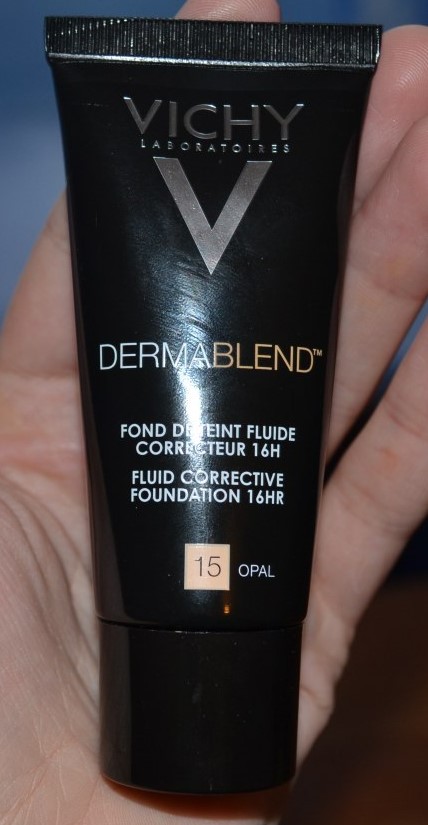 VICHY
LABORATOIRES
V
DERMABLEND™
FOND DE TEINT FLUIDE
CORRECTEUR 16H
FLUID CORRECTIVE
FOUNDATION 16HR
15 OPAL